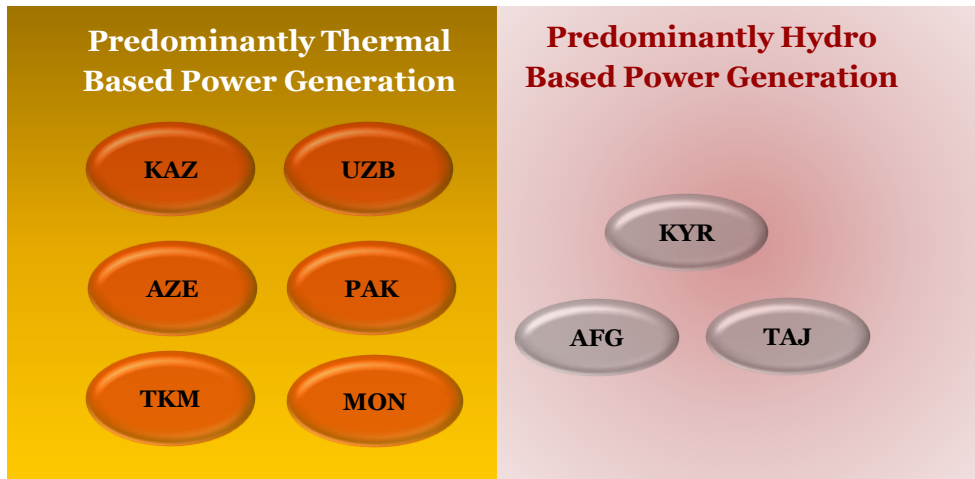 Predominantly Thermal
Based Power Generation
KAZ
UZB
AZE
PAK
TKM
MON
Predominantly Hydro
Based Power Generation
KYR
AFG
TAJ